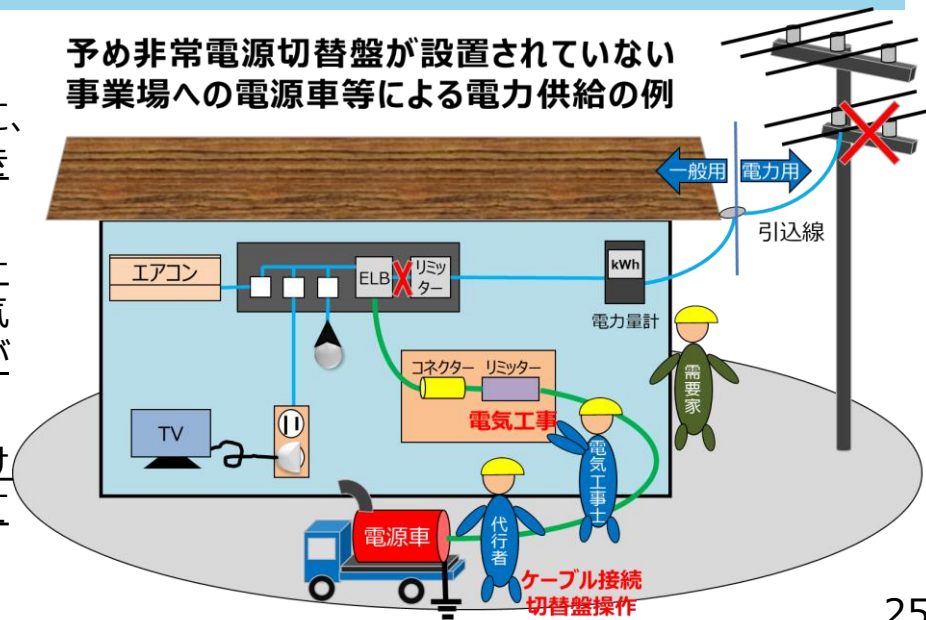 予め非常電源切替盤が設置されていない
事業場への電源車等による電力供給の例
一般用
電力用
引込線
エアコン
ELB
リミッ
ター
kWh
電力量計
コネクター
リミッター
電気工事
需要家
TV
電気工事士
電源車
代行者
ケーブル接続
切替盤操作
25